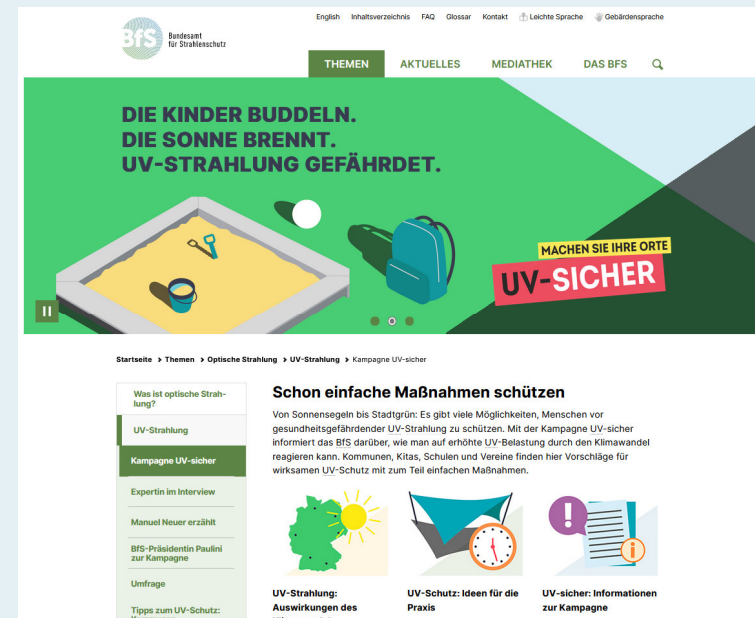 English Inhaltsverzeichnis FAQ Glossar Kontakt Leichte Sprache Gebärdensprache
BfS
Bundesamt
für Strahlenschutz
THEMEN AKTUELLES MEDIATHEK DAS BFS
DIE KINDER BUDDELN.
DIE SONNE BRENNT.
UV-STRAHLUNG GEFÄHRDET.
MACHEN SIE IHRE ORTE
UV-SICHER
Startseite > Themen > Optische Strahlung > UV-Strahlung > Kampagne UV-sicher
Was ist optische Strah-
lung?
UV-Strahlung
Kampagne UV-sicher
Expertin im Interview
Manuel Neuer erzählt
BfS-Präsidentin Paulini
zur Kampagne
Umfrage
Tipps zum UV-Schutz:
Schon einfache Maßnahmen schützen
Von Sonnensegeln bis Stadtgrün: Es gibt viele Möglichkeiten, Menschen vor
gesundheitsgefährdender UV-Strahlung zu schützen. Mit der Kampagne UV-sicher
informiert das BfS darüber, wie man auf erhöhte UV-Belastung durch den Klimawandel
reagieren kann. Kommunen, Kitas, Schulen und Vereine finden hier Vorschläge für
wirksamen UV-Schutz mit zum Teil einfachen Maßnahmen.
UV-Strahlung:
Auswirkungen des
UV-Schutz: Ideen für die
Praxis
UV-sicher: Informationen
zur Kampagne